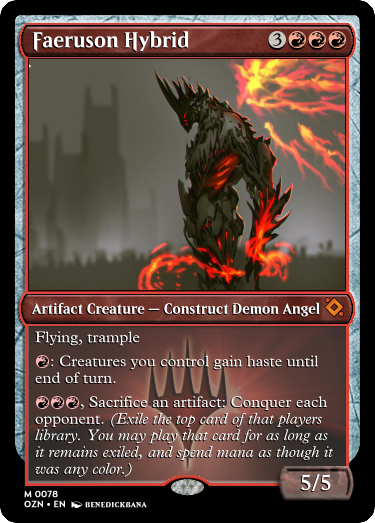 Faeruson Hybrid 3
Artifact Creature — Construct Demon Angel
Flying, trample
: Creatures you control gain haste until
end of turn.
, Sacrifice an artifact: Conquer each
opponent. (Exile the top card of that players
library. You may play that card for as long as
it remains exiled, and spend mana as though it
was any color.)
5/5
M 0078
OZN • EN BENEDICKBANA